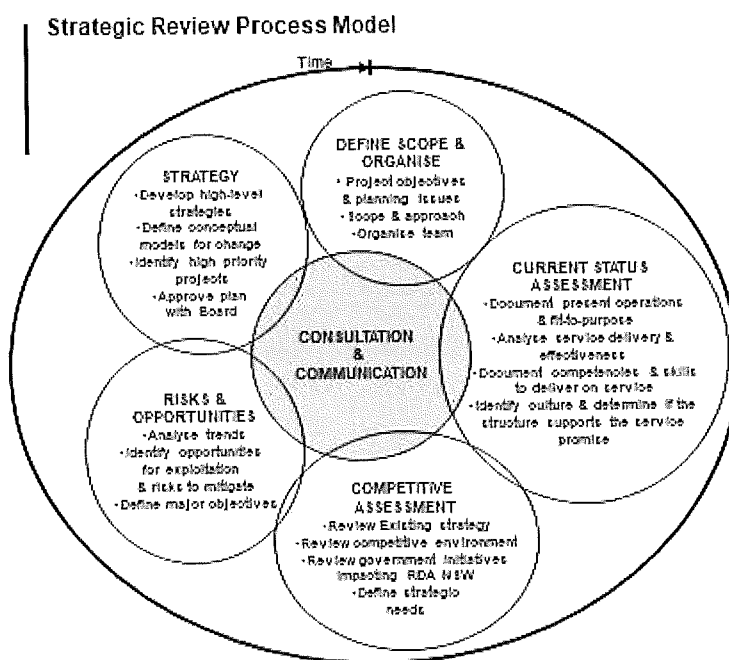 Strategic Review Process Model
Time
DEFINE SCOPE &
ORGANISE
• Project objectives
& planning issues
• Scope & approach
• Organise team
CURRENT STATUS
ASSESSMENT
• Document present operations
& fit-to-purpose
• Analyse service delivery &
effectiveness
• Document competencies & skills
to deliver on service
• Identify culture & determine if the
structure supports the service
promise
COMPETITIVE
ASSESSMENT
• Review Existing strategy
• Review competitive environment
• Review government initiatives
impacting RDA NSW
• Define strategic
needs
RISKS &
OPPORTUNITIES
• Analyse trends
• Identify opportunities
for exploitation
& risks to mitigate
• Define major objectives
STRATEGY
• Develop high-level
strategies
• Define conceptual
models for change
• Identify high priority
projects
• Approve plan
with Board
CONSULTATION
&
COMMUNICATION